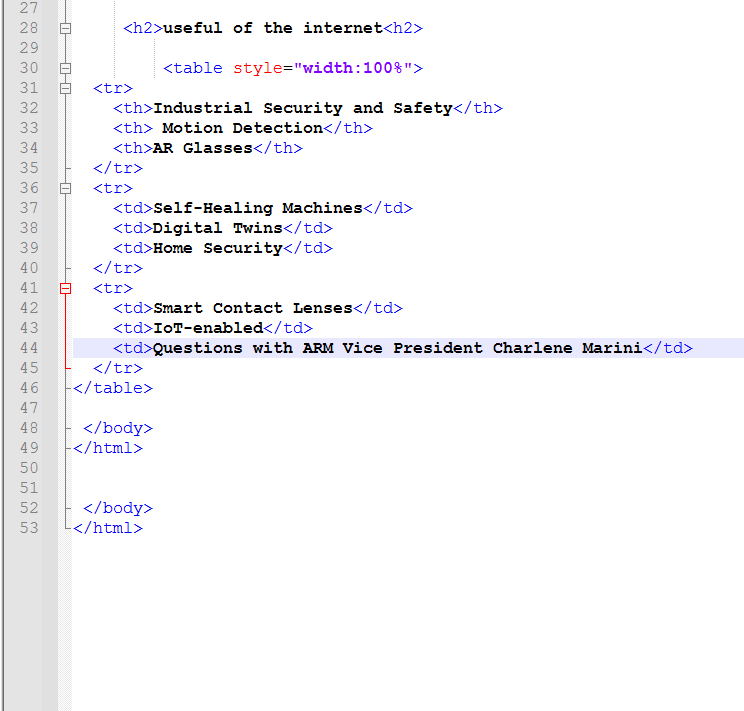 27
28 <h2>useful of the internet<h2>
29
30 <table style="width:100%">
31 <tr>
32 <th>Industrial Security and Safety</th>
33 <th> Motion Detection</th>
34 <th>AR Glasses</th>
35 </tr>
36 <tr>
37 <td>Self-Healing Machines</td>
38 <td>Digital Twins</td>
39 <td>Home Security</td>
40 </tr>
41 <tr>
42 <td>Smart Contact Lenses</td>
43 <td>IoT-enabled</td>
44 <td>Questions with ARM Vice President Charlene Marini</td>
45 </tr>
46 </table>
47
48 </body>
49 </html>
50
51
52 </body>
53 </html>